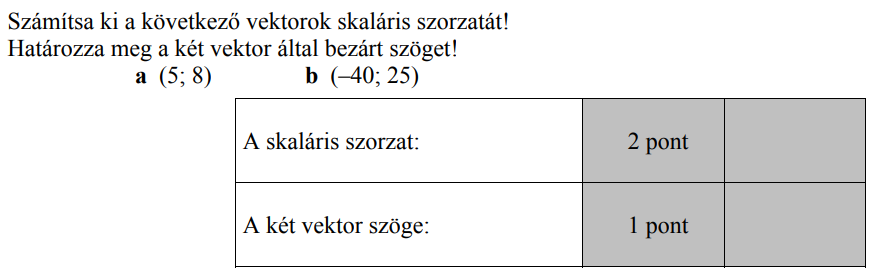 Számítsa ki a következő vektorok skaláris szorzatát!
Határozza meg a két vektor által bezárt szöget!
a (5; 8) b (–40; 25)
A skaláris szorzat: 2 pont
A két vektor szöge: 1 pont